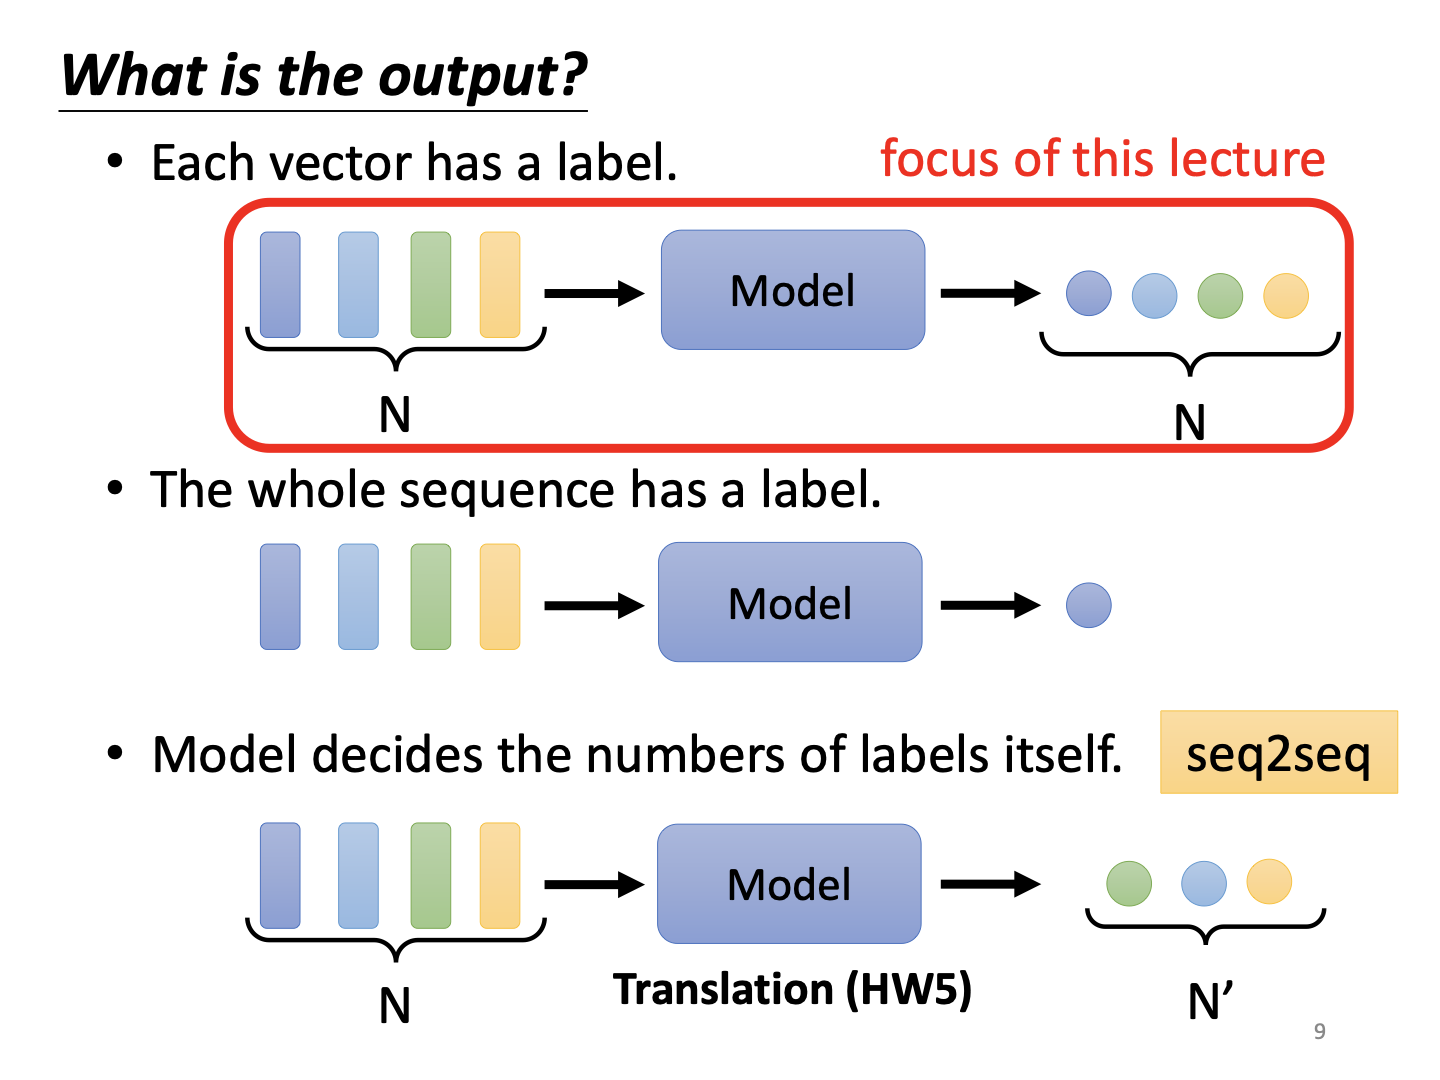 What is the output?
• Each vector has a label.
focus of this lecture
Model
N
N
• The whole sequence has a label.
Model
• Model decides the numbers of labels itself.
seq2seq
Model
N
Translation (HW5)
N’
9